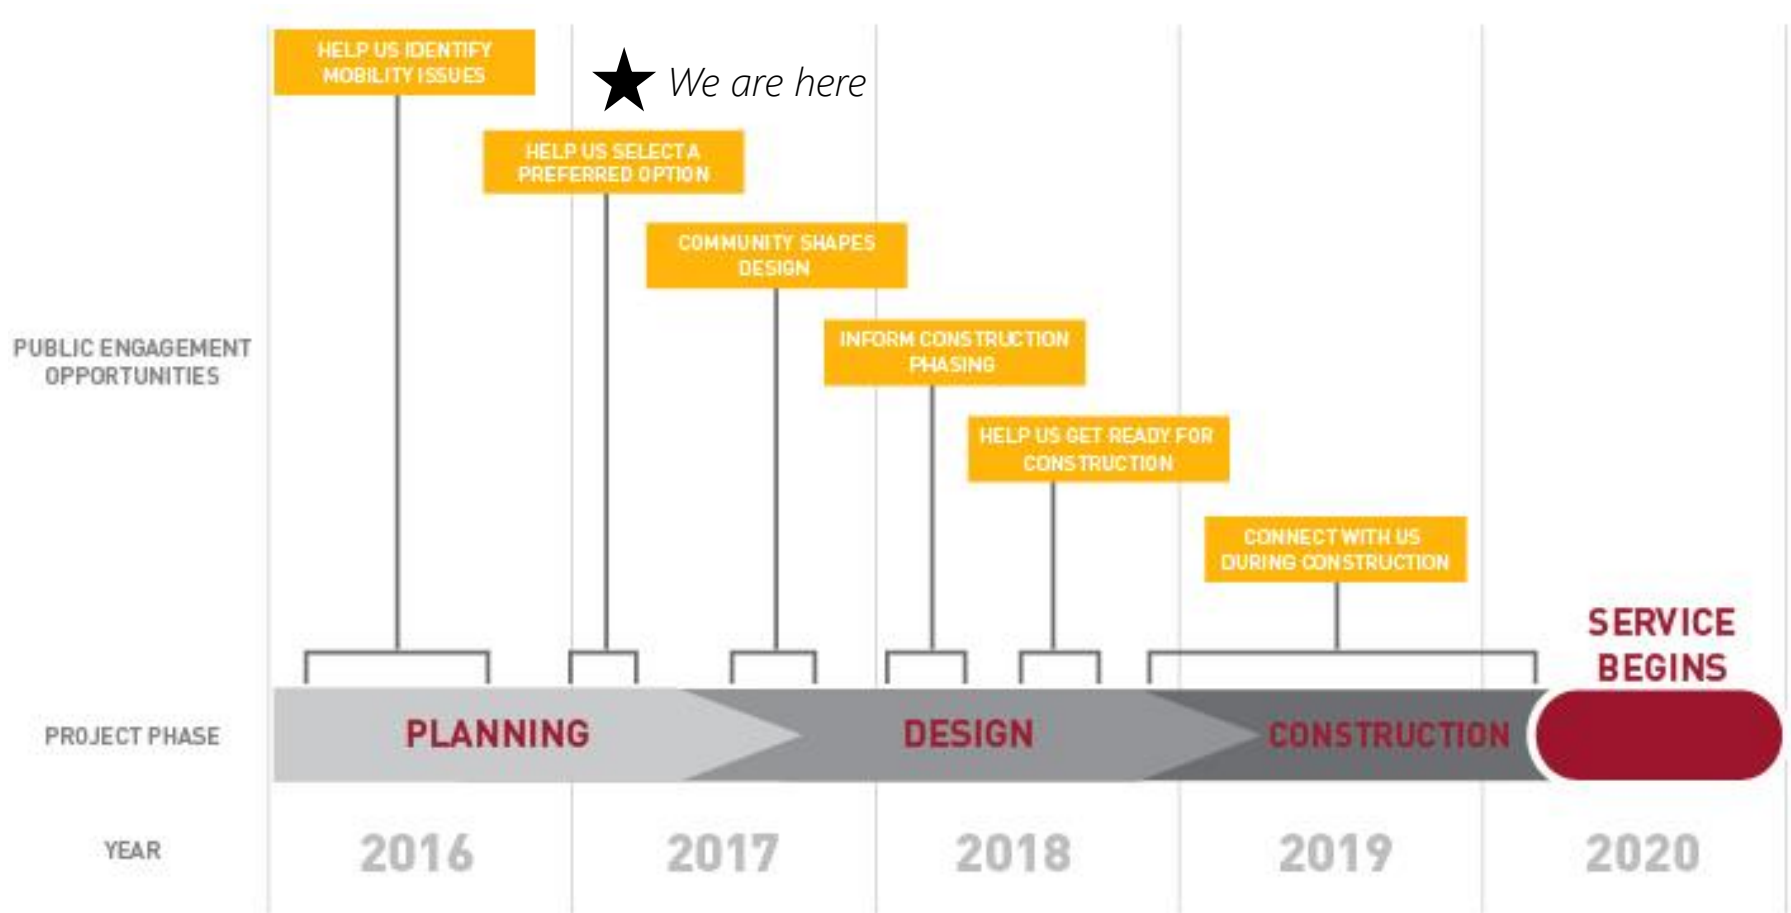 HELP US IDENTIFY
MOBILITY ISSUES
We are here
HELP US SELECT A
PREFERRED OPTION
COMMUNITY SHAPES
DESIGN
INFORM CONSTRUCTION
PHASING
PUBLIC ENGAGEMENT
OPPORTUNITIES
HELP US GET READY FOR
CONSTRUCTION
CONNECT WITH US
DURING CONSTRUCTION
SERVICE
BEGINS
PROJECT PHASE
PLANNING
DESIGN
CONSTRUCTION
YEAR
2016
2017
2018
2019
2020